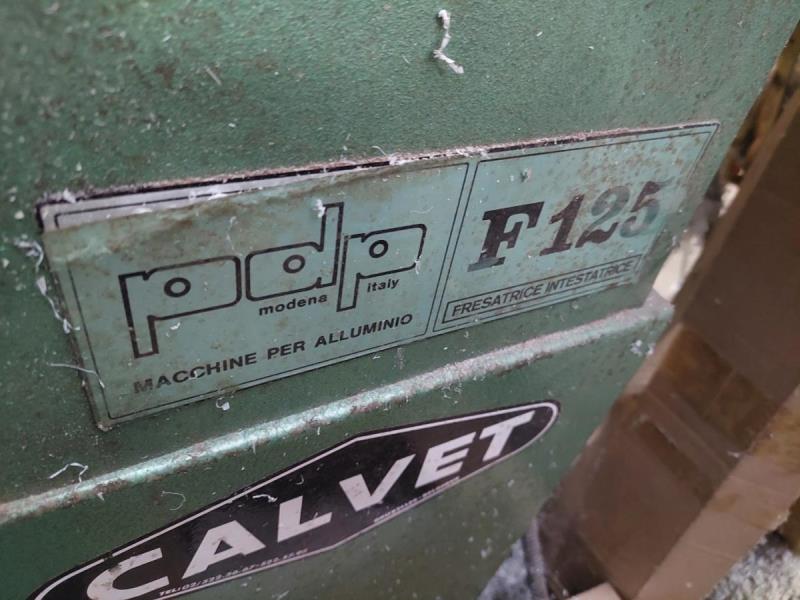 pdp
modena italy
MACCHINE PER ALLUMINIO
F125
FRESATRICE INTESTATRICE
CALVET